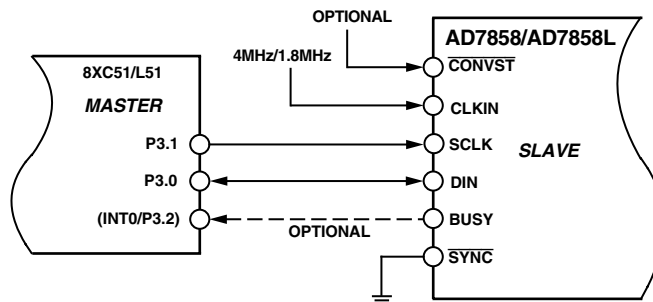 OPTIONAL
AD7858/AD7858L
4MHz/1.8MHz
8XC51/L51
CONVST
MASTER
CLKIN
P3.1
SCLK
SLAVE
P3.0
DIN
(INT0/P3.2)
BUSY
OPTIONAL
SYNC